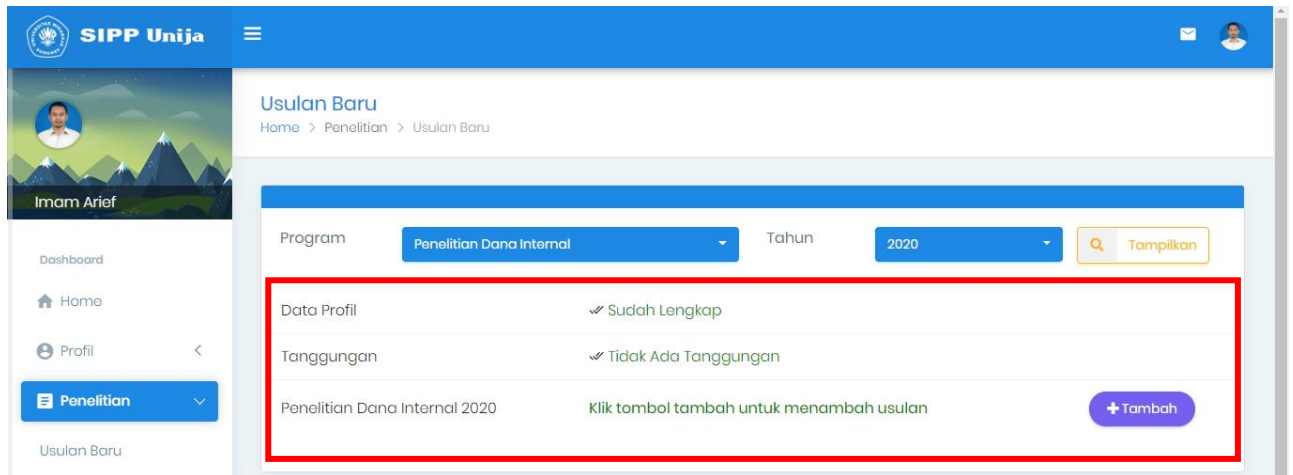 SIPP Unija
Usulan Baru
Home > Penelitian > Usulan Baru
Imam Arief
Dashboard
Home
Profil
Penelitian
Usulan Baru
Program Penelitian Dana Internal Tahun 2020 Tampilkan
Data Profil Sudah Lengkap
Tanggungan Tidak Ada Tanggungan
Penelitian Dana Internal 2020 Klik tombol tambah untuk menambah usulan +Tambah